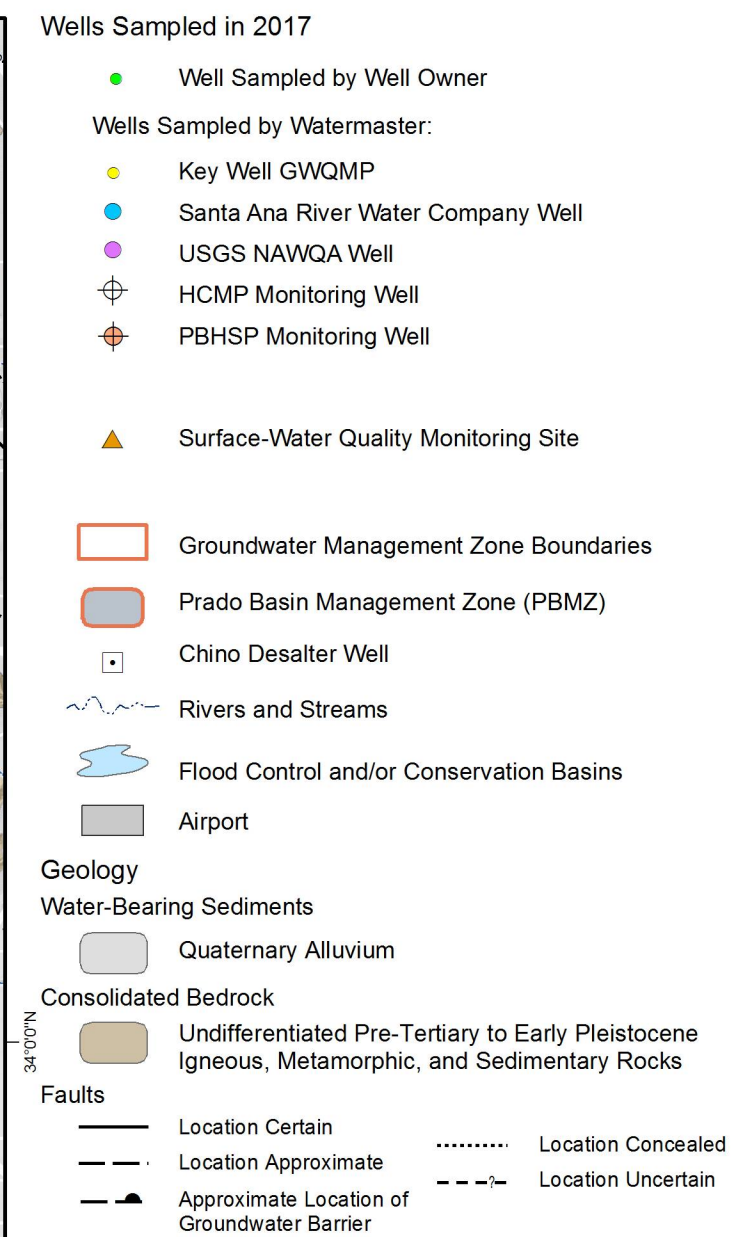 Wells Sampled in 2017
Well Sampled by Well Owner
Wells Sampled by Watermaster:
Key Well GWQMP
Santa Ana River Water Company Well
USGS NAWQA Well
HCMP Monitoring Well
PBHSP Monitoring Well
Surface-Water Quality Monitoring Site
Groundwater Management Zone Boundaries
Prado Basin Management Zone (PBMZ)
Chino Desalter Well
Rivers and Streams
Flood Control and/or Conservation Basins
Airport
Geology
Water-Bearing Sediments
Quaternary Alluvium
Consolidated Bedrock
34°0'0"N
Undifferentiated Pre-Tertiary to Early Pleistocene
Igneous, Metamorphic, and Sedimentary Rocks
Faults
Location Certain
Location Approximate
Approximate Location of
Groundwater Barrier
Location Concealed
?
Location Uncertain